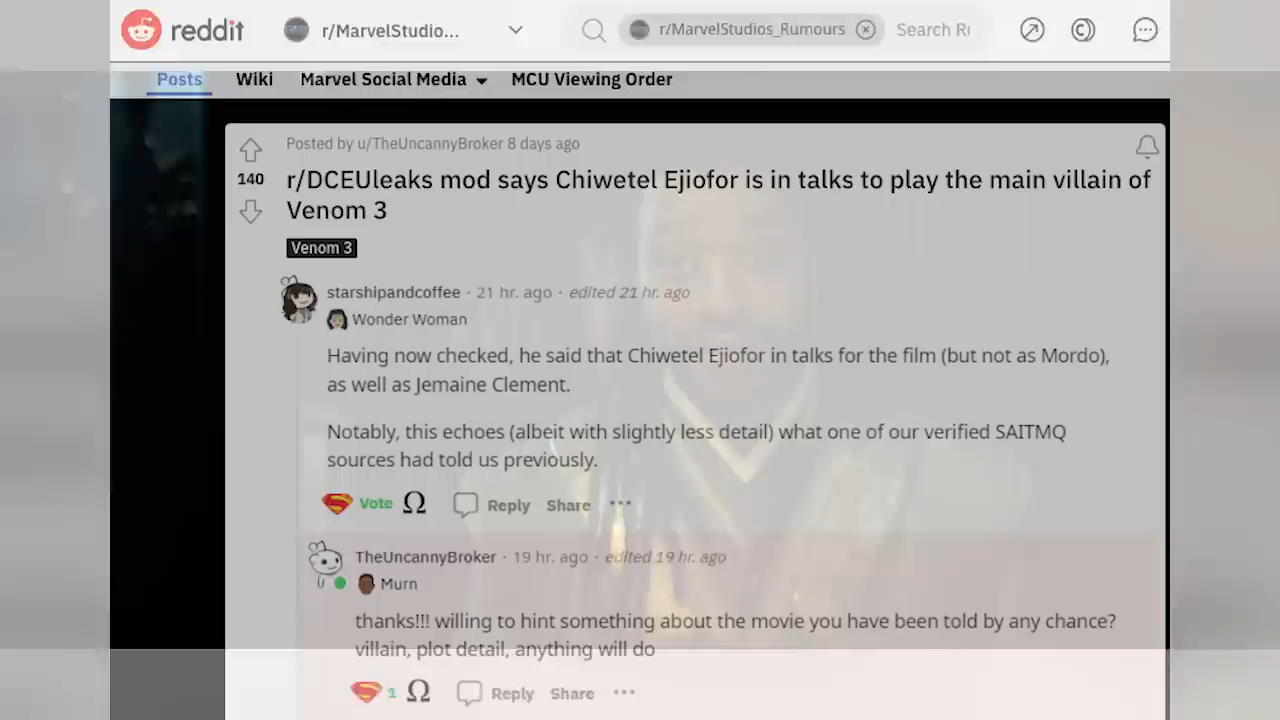 reddit
r/MarvelStudio...
r/MarvelStudios_Rumours
Search Re
Posts Wiki Marvel Social Media MCU Viewing Order
Posted by u/TheUncannyBroker 8 days ago
140
r/DCEUleaks mod says Chiwetel Ejiofor is in talks to play the main villain of
Venom 3
Venom 3
starshipandcoffee · 21 hr. ago · edited 21 hr. ago
Wonder Woman
Having now checked, he said that Chiwetel Ejiofor in talks for the film (but not as Mordo),
as well as Jemaine Clement.
Notably, this echoes (albeit with slightly less detail) what one of our verified SAITMQ
sources had told us previously.
Vote Reply Share ···
TheUncannyBroker · 19 hr. ago · edited 19 hr. ago
Murn
thanks!!! willing to hint something about the movie you have been told by any chance?
villain, plot detail, anything will do
1 Reply Share ···